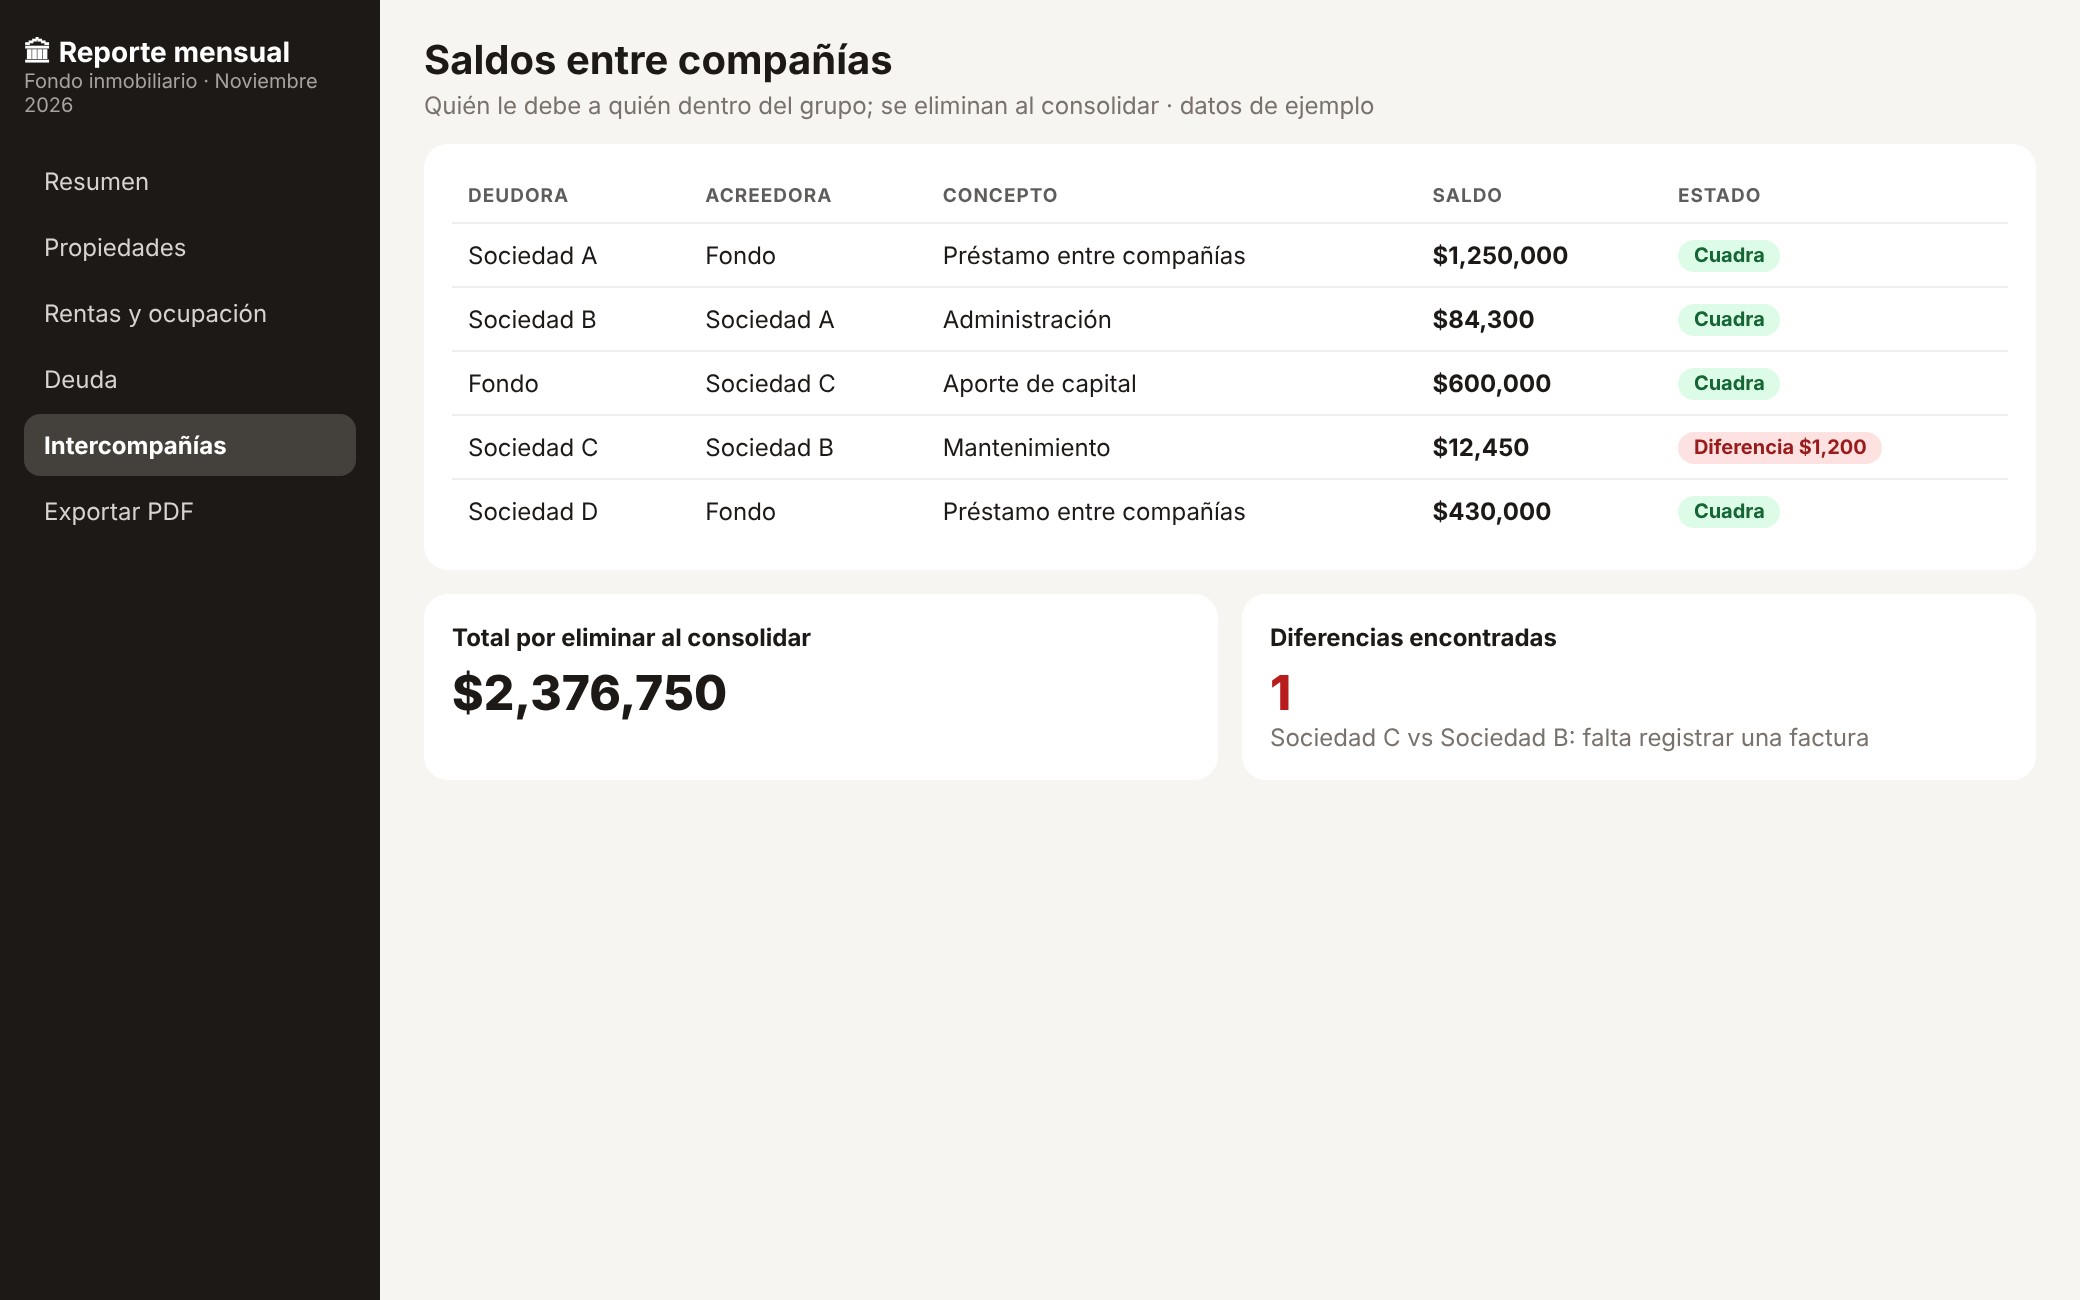 🏛 Reporte mensual
Fondo inmobiliario · Noviembre
2026
Resumen
Propiedades
Rentas y ocupación
Deuda
Intercompañías
Exportar PDF
Saldos entre compañías
Quién le debe a quién dentro del grupo; se eliminan al consolidar · datos de ejemplo
DEUDORA ACREEDORA CONCEPTO SALDO ESTADO
Sociedad A Fondo Préstamo entre compañías $1,250,000 Cuadra
Sociedad B Sociedad A Administración $84,300 Cuadra
Fondo Sociedad C Aporte de capital $600,000 Cuadra
Sociedad C Sociedad B Mantenimiento $12,450 Diferencia $1,200
Sociedad D Fondo Préstamo entre compañías $430,000 Cuadra
Total por eliminar al consolidar
$2,376,750
Diferencias encontradas
1
Sociedad C vs Sociedad B: falta registrar una factura